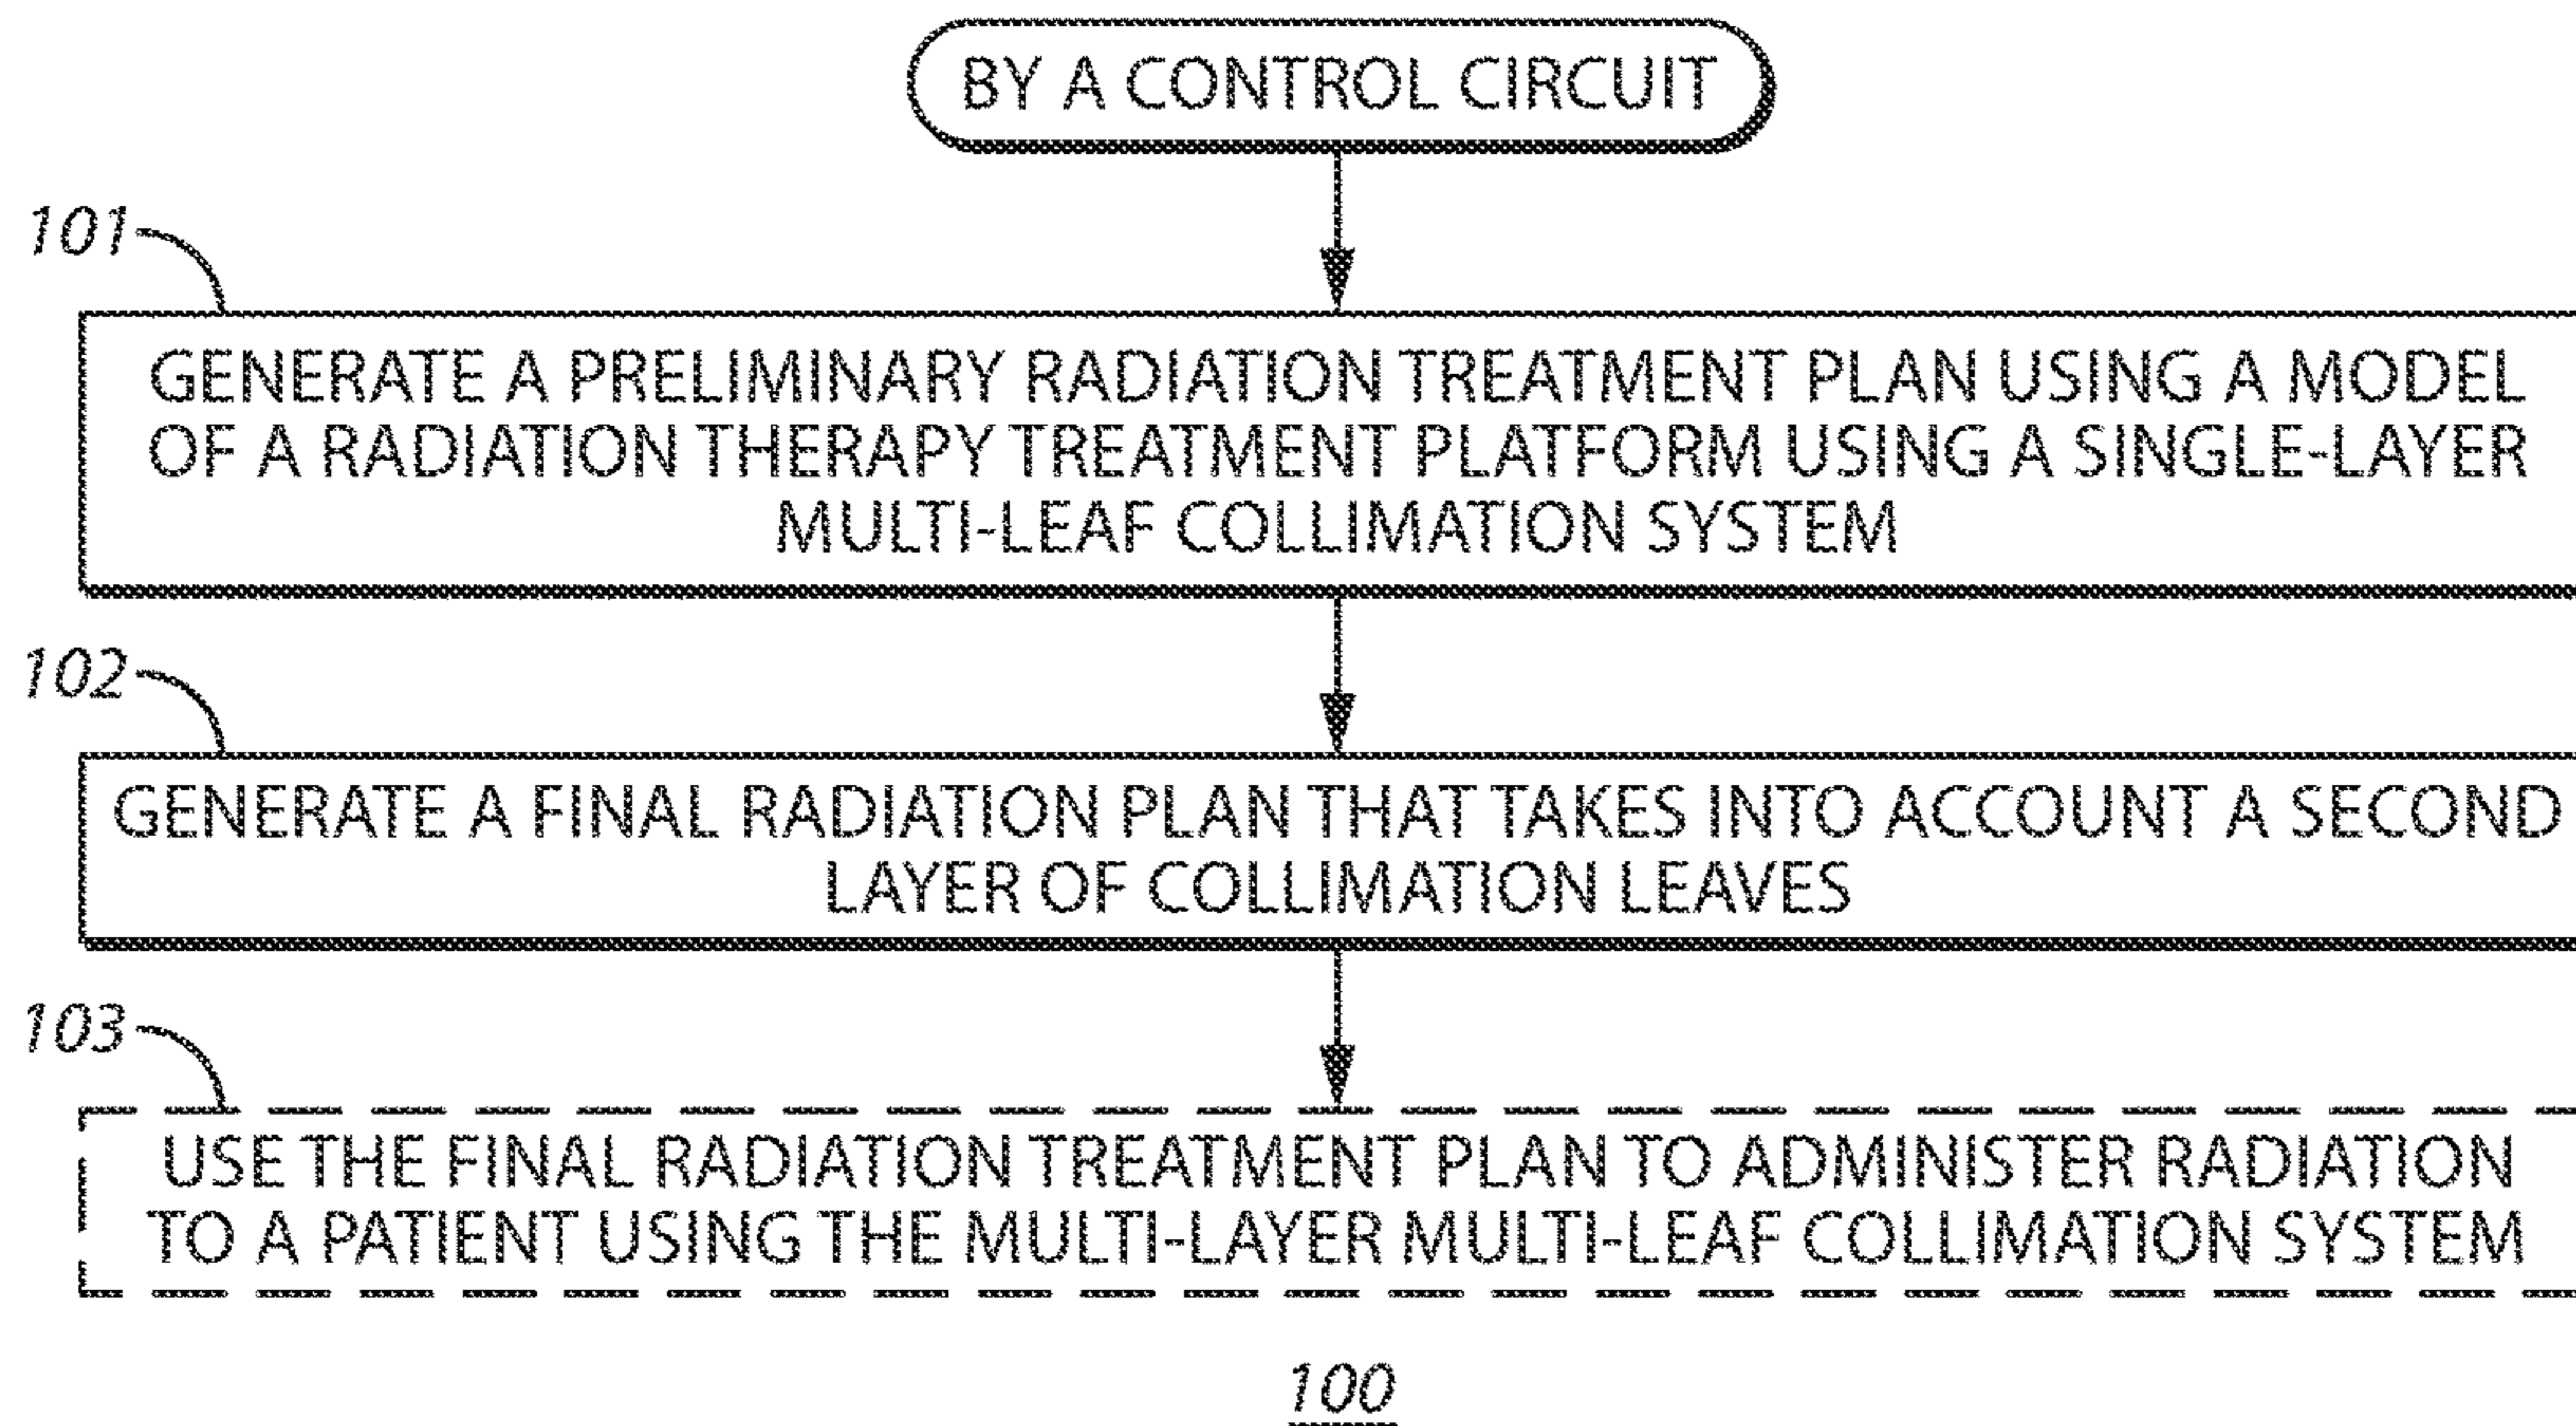 BY A CONTROL CIRCUIT
101
GENERATE A PRELIMINARY RADIATION TREATMENT PLAN USING A MODEL
OF A RADIATION THERAPY TREATMENT PLATFORM USING A SINGLE-LAYER
MULTI-LEAF COLLIMATION SYSTEM
102
GENERATE A FINAL RADIATION PLAN THAT TAKES INTO ACCOUNT A SECOND
LAYER OF COLLIMATION LEAVES
103
USE THE FINAL RADIATION TREATMENT PLAN TO ADMINISTER RADIATION
TO A PATIENT USING THE MULTI-LAYER MULTI-LEAF COLLIMATION SYSTEM
100